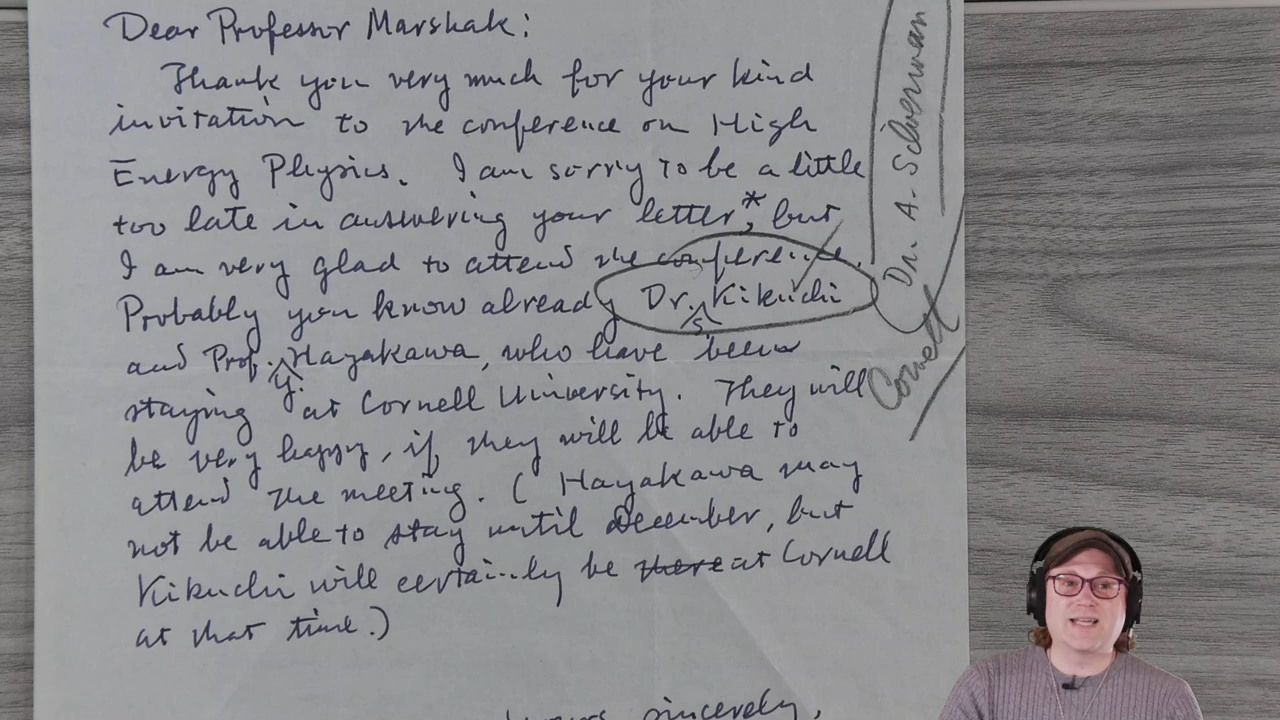 Dear Professor Marshak:
Thank you very much for your kind
invitation to the conference on High
Energy Physics. I am sorry to be a little
too late in answering your letter,* but
I am very glad to attend the conference.
Probably you know already Dr. S. Kikuchi
and Prof. Y. Hayakawa, who have been
staying at Cornell University. They will
be very happy, if they will be able to
attend the meeting. ( Hayakawa may
not be able to stay until December, but
Kikuchi will certainly be there at Cornell
at that time.)
Yours sincerely,
Dr. A. Silverman
Cornell